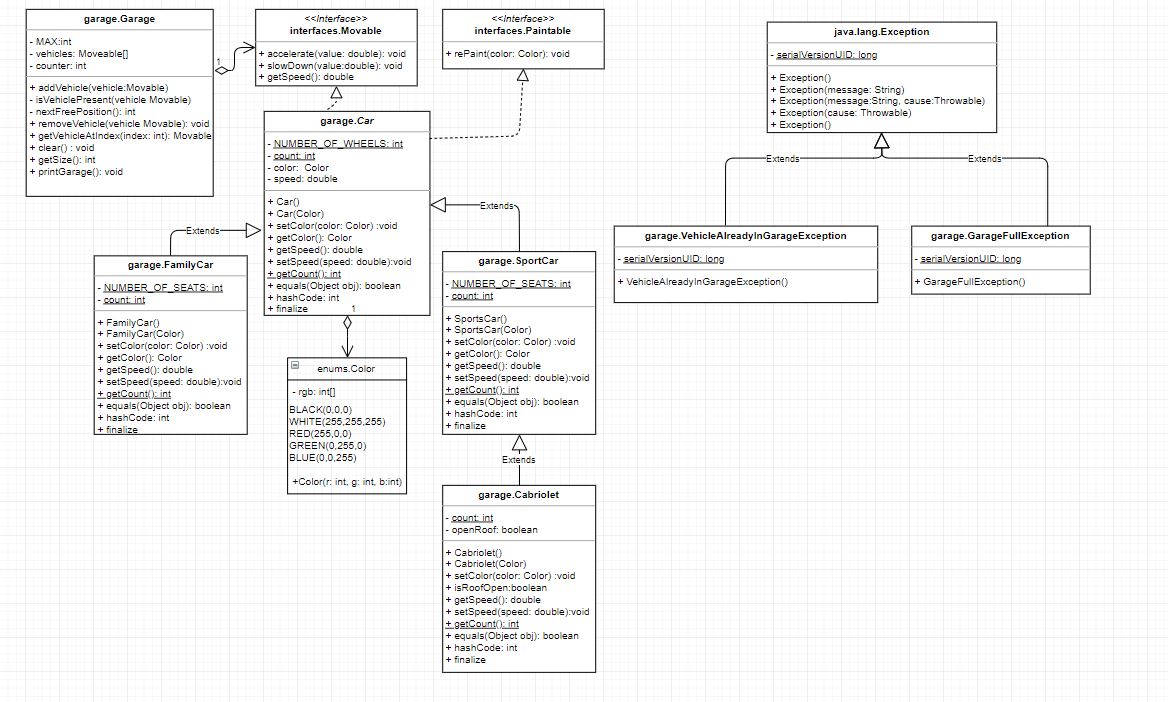 garage.Garage
- MAX:int
- vehicles: Moveable[]
- counter: int
+ addVehicle(vehicle:Movable)
- isVehiclePresent(vehicle Movable)
- nextFreePosition(): int
+ removeVehicle(vehicle Movable): void
+ getVehicleAtIndex(index: int): Movable
+ clear() : void
+ getSize(): int
+ printGarage(): void
1
<<Interface>>
interfaces.Movable
+ accelerate(value: double): void
+ slowDown(value:double): void
+ getSpeed(): double
<<Interface>>
interfaces.Paintable
+ rePaint(color: Color): void
java.lang.Exception
- serialVersionUID: long
+ Exception()
+ Exception(message: String)
+ Exception(message:String, cause:Throwable)
+ Exception(cause: Throwable)
+ Exception()
Extends
Extends
garage.Car
- NUMBER_OF_WHEELS: int
- count: int
- color:  Color
- speed: double
+ Car()
+ Car(Color)
+ setColor(color: Color) :void
+ getColor(): Color
+ getSpeed(): double
+ setSpeed(speed: double):void
+ getCount(): int
+ equals(Object obj): boolean
+ hashCode: int
+ finalize
1
Extends
Extends
garage.FamilyCar
- NUMBER_OF_SEATS: int
- count: int
+ FamilyCar()
+ FamilyCar(Color)
+ setColor(color: Color) :void
+ getColor(): Color
+ getSpeed(): double
+ setSpeed(speed: double):void
+ getCount(): int
+ equals(Object obj): boolean
+ hashCode: int
+ finalize
garage.SportCar
- NUMBER_OF_SEATS: int
- count: int
+ SportsCar()
+ SportsCar(Color)
+ setColor(color: Color) :void
+ getColor(): Color
+ getSpeed(): double
+ setSpeed(speed: double):void
+ getCount(): int
+ equals(Object obj): boolean
+ hashCode: int
+ finalize
garage.VehicleAlreadyInGarageException
- serialVersionUID: long
+ VehicleAlreadyInGarageException()
garage.GarageFullException
- serialVersionUID: long
+ GarageFullException()
enums.Color
- rgb: int[]
BLACK(0,0,0)
WHITE(255,255,255)
RED(255,0,0)
GREEN(0,255,0)
BLUE(0,0,255)
+Color(r: int, g: int, b:int)
Extends
garage.Cabriolet
- count: int
- openRoof: boolean
+ Cabriolet()
+ Cabriolet(Color)
+ setColor(color: Color) :void
+ isRoofOpen:boolean
+ getSpeed(): double
+ setSpeed(speed: double):void
+ getCount(): int
+ equals(Object obj): boolean
+ hashCode: int
+ finalize